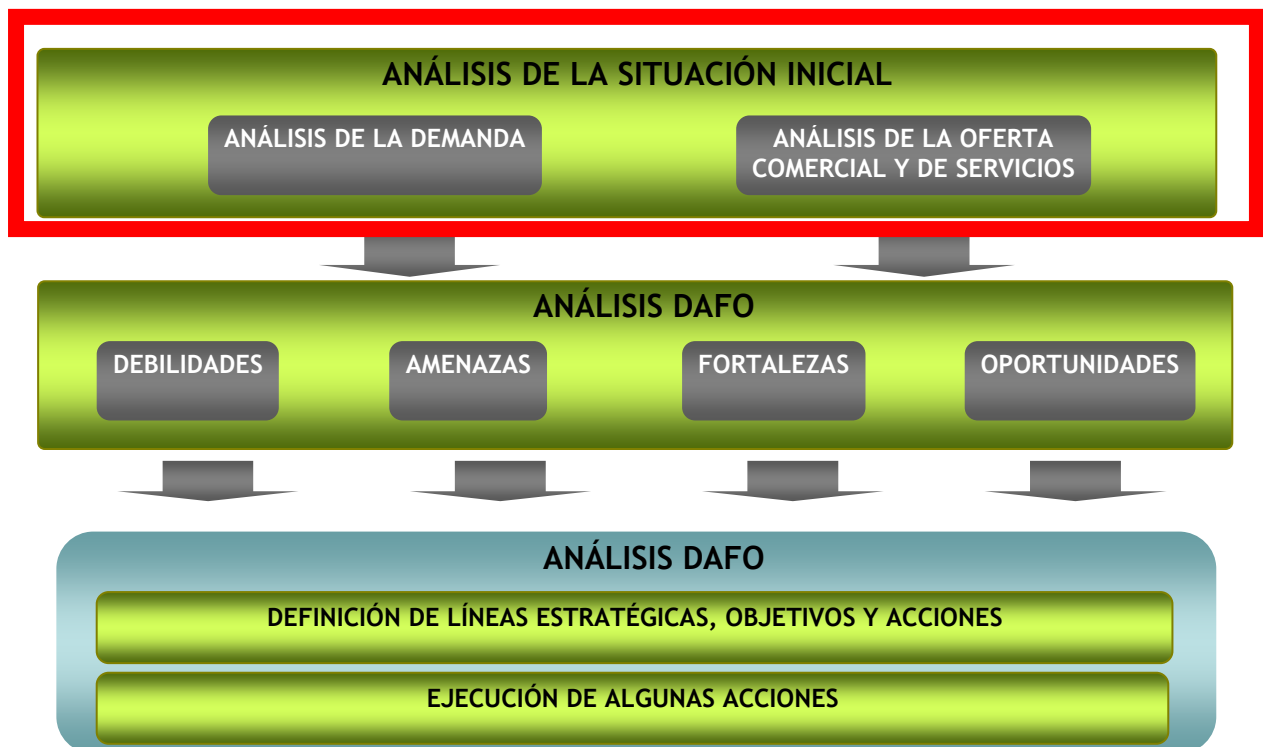 ANÁLISIS DE LA SITUACIÓN INICIAL
ANÁLISIS DE LA DEMANDA
ANÁLISIS DE LA OFERTA
COMERCIAL Y DE SERVICIOS
ANÁLISIS DAFO
DEBILIDADES
AMENAZAS
FORTALEZAS
OPORTUNIDADES
ANÁLISIS DAFO
DEFINICIÓN DE LÍNEAS ESTRATÉGICAS, OBJETIVOS Y ACCIONES
EJECUCIÓN DE ALGUNAS ACCIONES